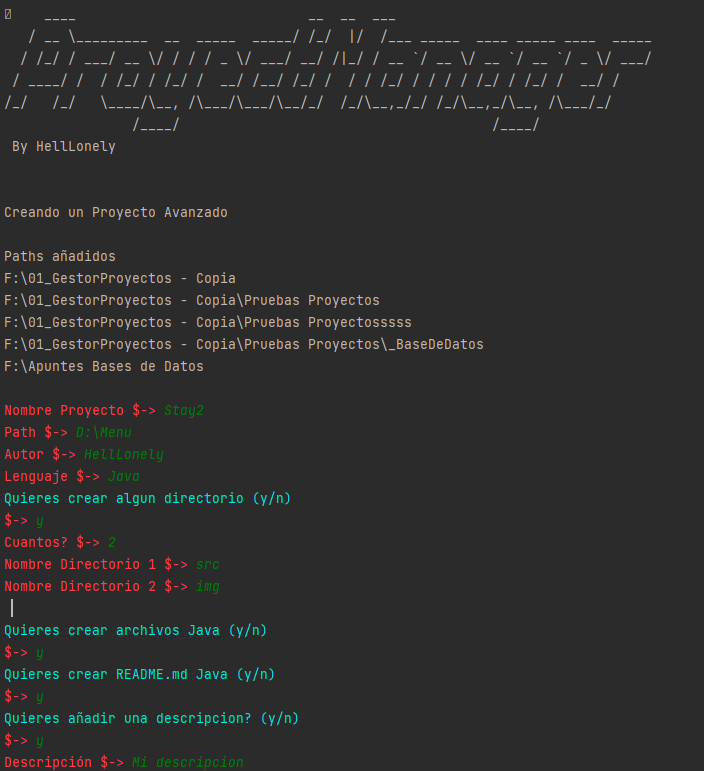 ProyectManager
By HellLonely
Creando un Proyecto Avanzado
Paths añadidos
F:\01_GestorProyectos - Copia
F:\01_GestorProyectos - Copia\Pruebas Proyectos
F:\01_GestorProyectos - Copia\Pruebas Proyectosssss
F:\01_GestorProyectos - Copia\Pruebas Proyectos\_BaseDeDatos
F:\Apuntes Bases de Datos
Nombre Proyecto $-> Stay2
Path $-> D:\Menu
Autor $-> HellLonely
Lenguaje $-> Java
Quieres crear algun directorio (y/n)
$-> y
Cuantos? $-> 2
Nombre Directorio 1 $-> src
Nombre Directorio 2 $-> img
Quieres crear archivos Java (y/n)
$-> y
Quieres crear README.md Java (y/n)
$-> y
Quieres añadir una descripcion? (y/n)
$-> y
Descripción $-> Mi descripcion